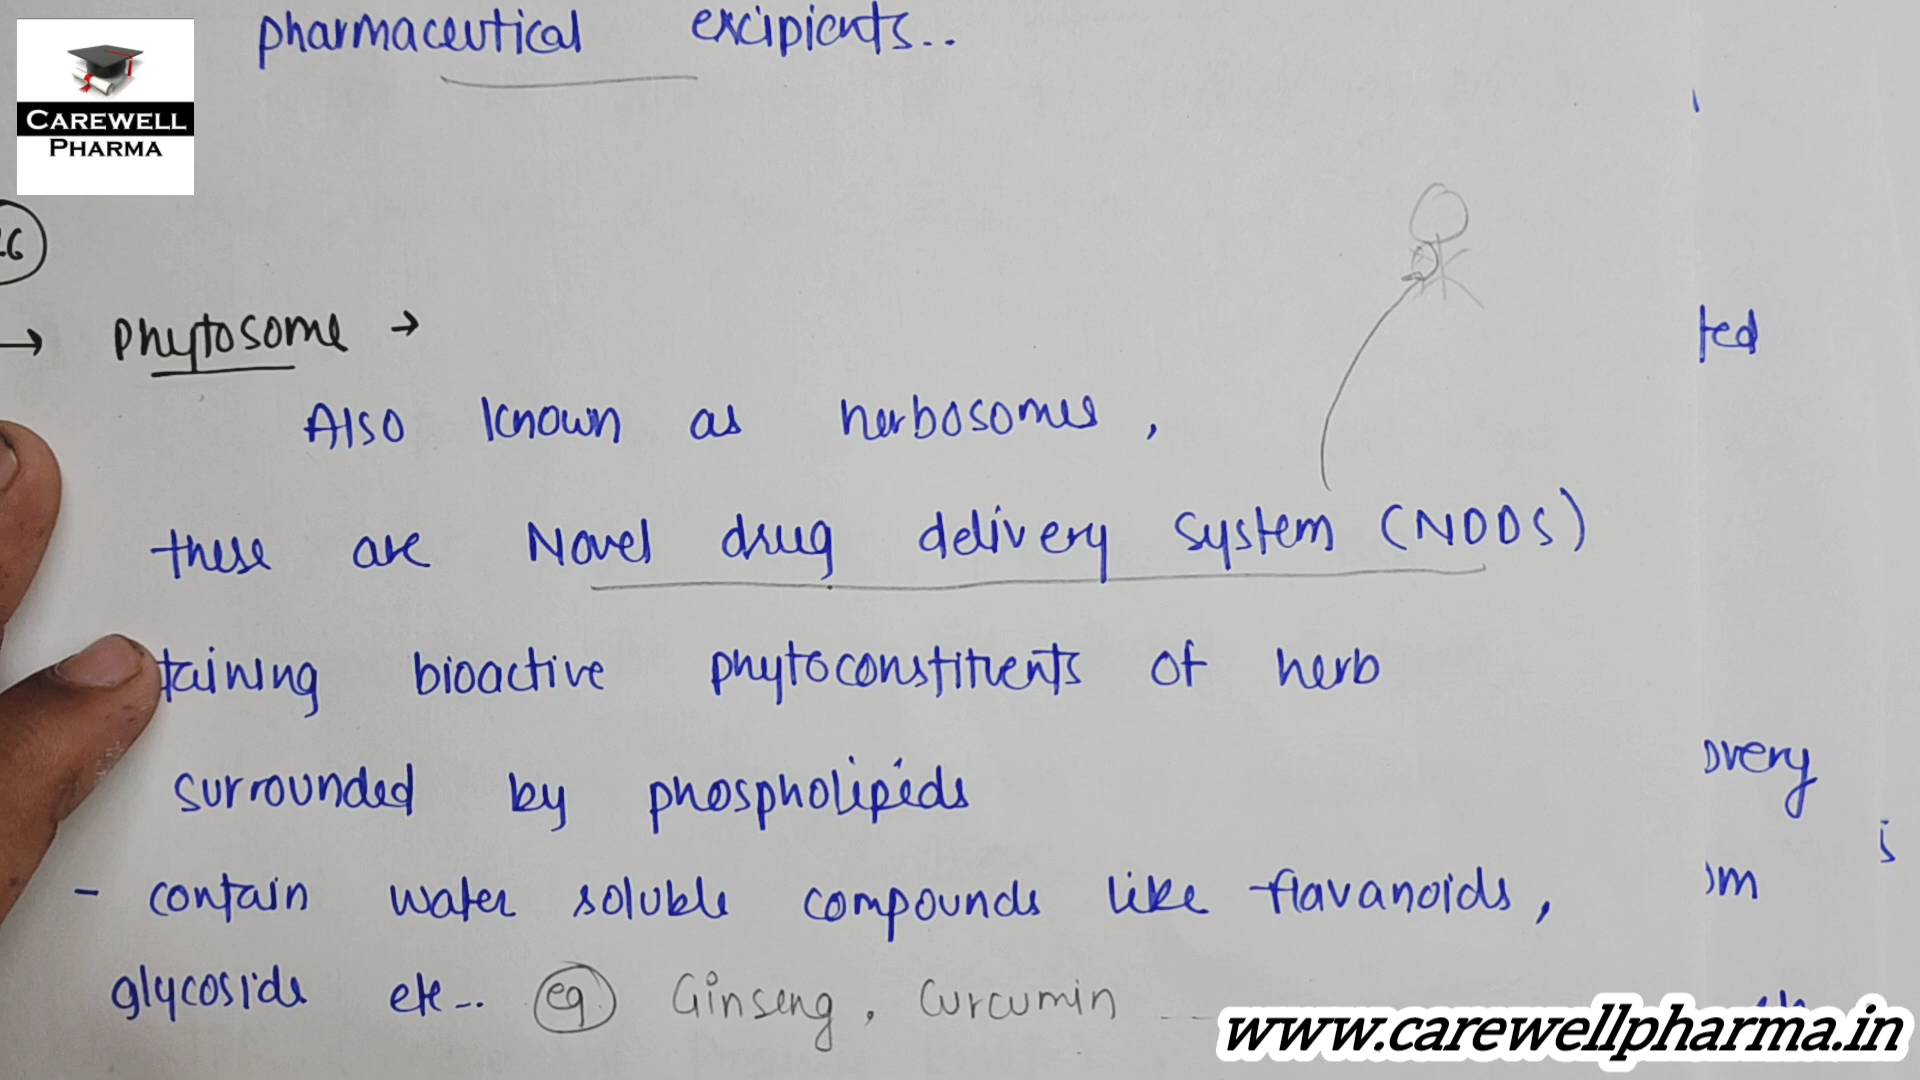 pharmaceutical excipients..
CAREWELL
PHARMA
→ Phytosome →
ted
Also known as herbosomes,
these are Novel drug delivery system (NDDS)
taining bioactive phytoconstituents of herb
surrounded by phospholipids
overy
- contain water soluble compounds like flavanoids,
glycoside etc... eg. Ginseng, Curcumin ...
www.carewellpharma.in